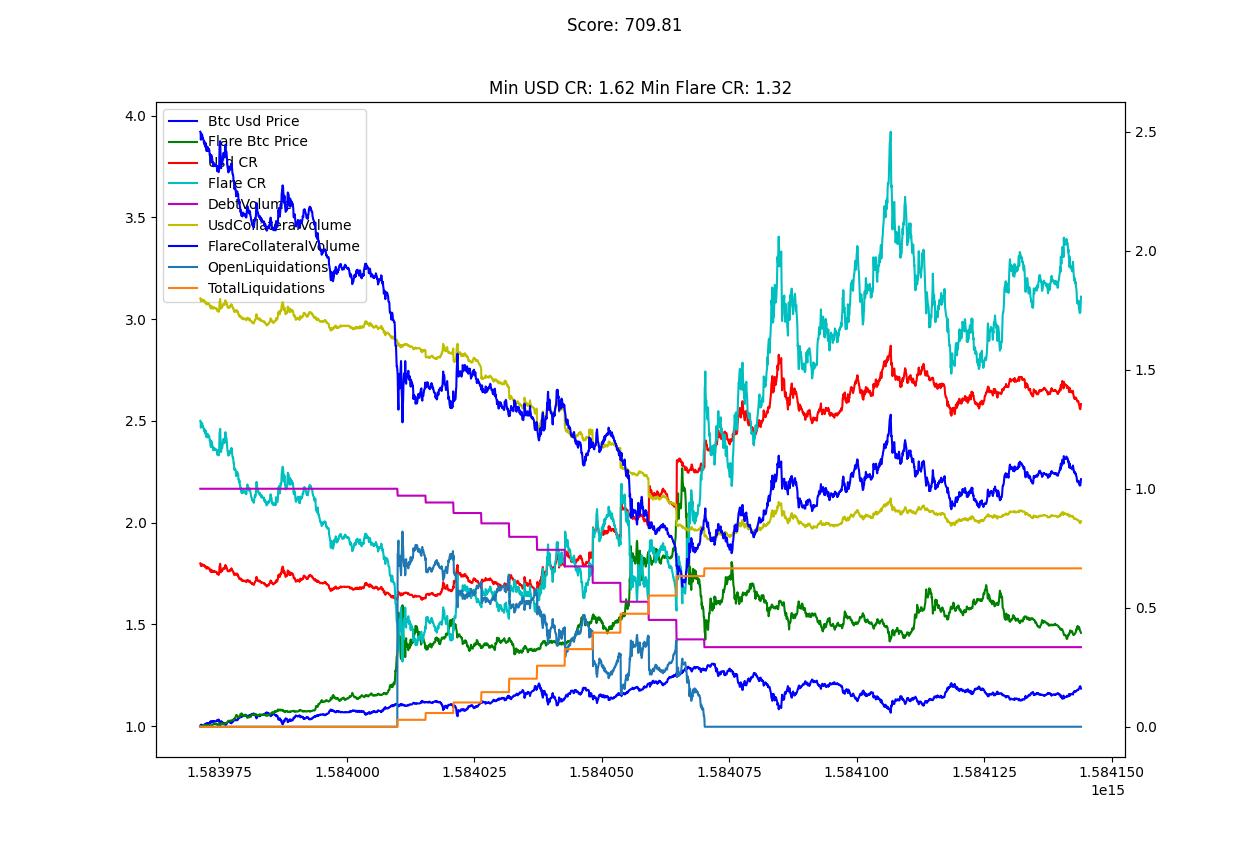 Score: 709.81
Min USD CR: 1.62 Min Flare CR: 1.32
4.0
3.5
3.0
2.5
2.0
1.5
1.0
Btc Usd Price
Flare Btc Price
Usd CR
Flare CR
DebtVolume
UsdCollateralVolume
FlareCollateralVolume
OpenLiquidations
TotalLiquidations
2.5
2.0
1.5
1.0
0.5
0.0
1.583975 1.584000 1.584025 1.584050 1.584075 1.584100 1.584125 1.584150
1e15